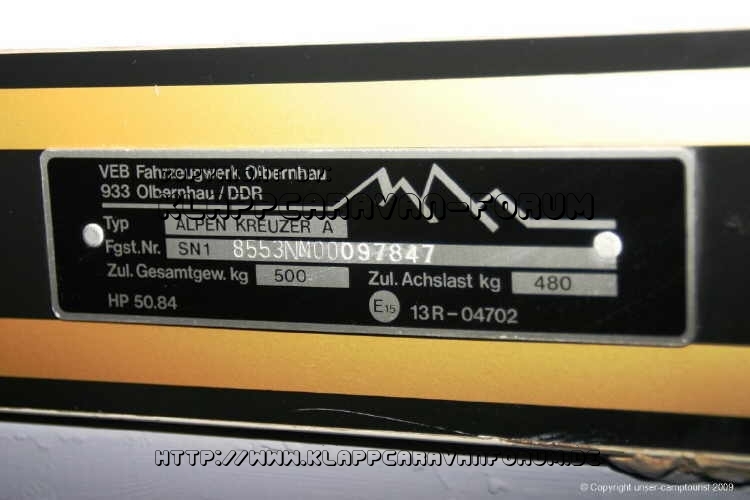 VEB Fahrzeugwerk Olbernhau
933 Olbernhau/DDR
KLAPPCARAVAN-FORUM
Typ ALPEN KREUZER A
Fgst.Nr. SN1 8553NM00097847
Zul. Gesamtgew. kg 500 Zul. Achslast kg 480
HP 50.84 E15 13R-04702
HTTP://WWW.KLAPPCARAVANFORUM.DE
© Copyright unser-camptourist 2009